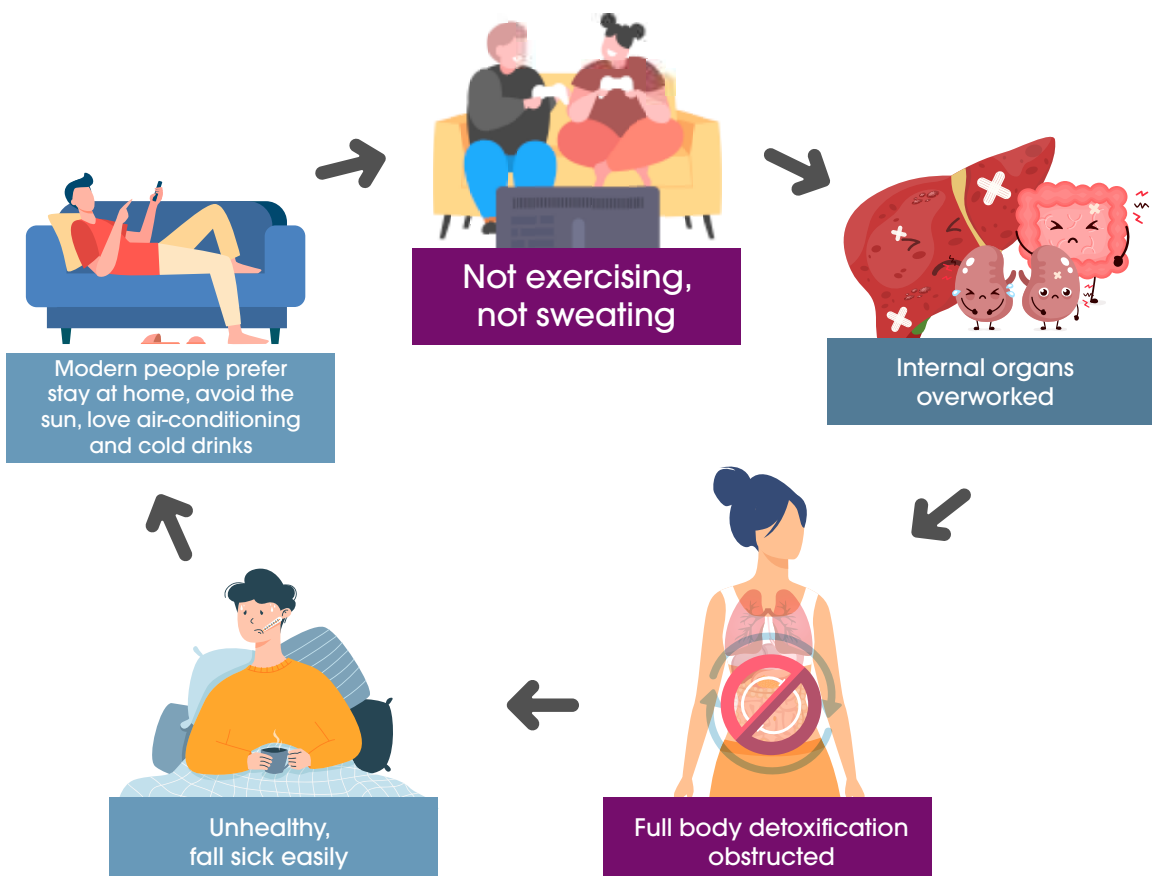 Not exercising,
not sweating
Modern people prefer
stay at home, avoid the
sun, love air-conditioning
and cold drinks
Internal organs
overworked
Unhealthy,
fall sick easily
Full body detoxification
obstructed